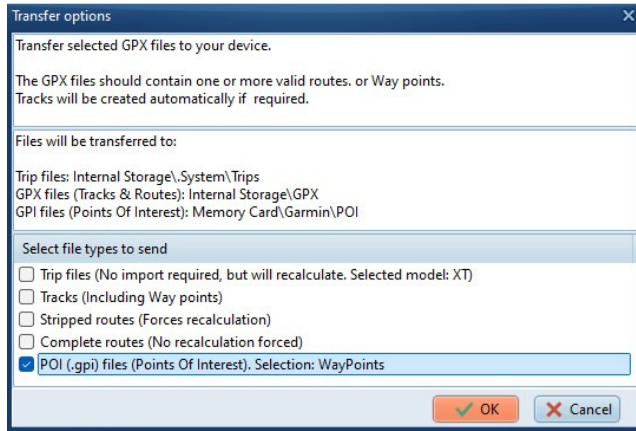 Transfer options
Transfer selected GPX files to your device.
The GPX files should contain one or more valid routes. or Way points.
Tracks will be created automatically if  required.
Files will be transferred to:
Trip files: Internal Storage\.System\Trips
GPX files (Tracks & Routes): Internal Storage\GPX
GPI files (Points Of Interest): Memory Card\Garmin\POI
Select file types to send
Trip files (No import required, but will recalculate. Selected model: XT)
Tracks (Including Way points)
Stripped routes (Forces recalculation)
Complete routes (No recalculation forced)
POI (.gpi) files (Points Of Interest). Selection: WayPoints
OK
Cancel